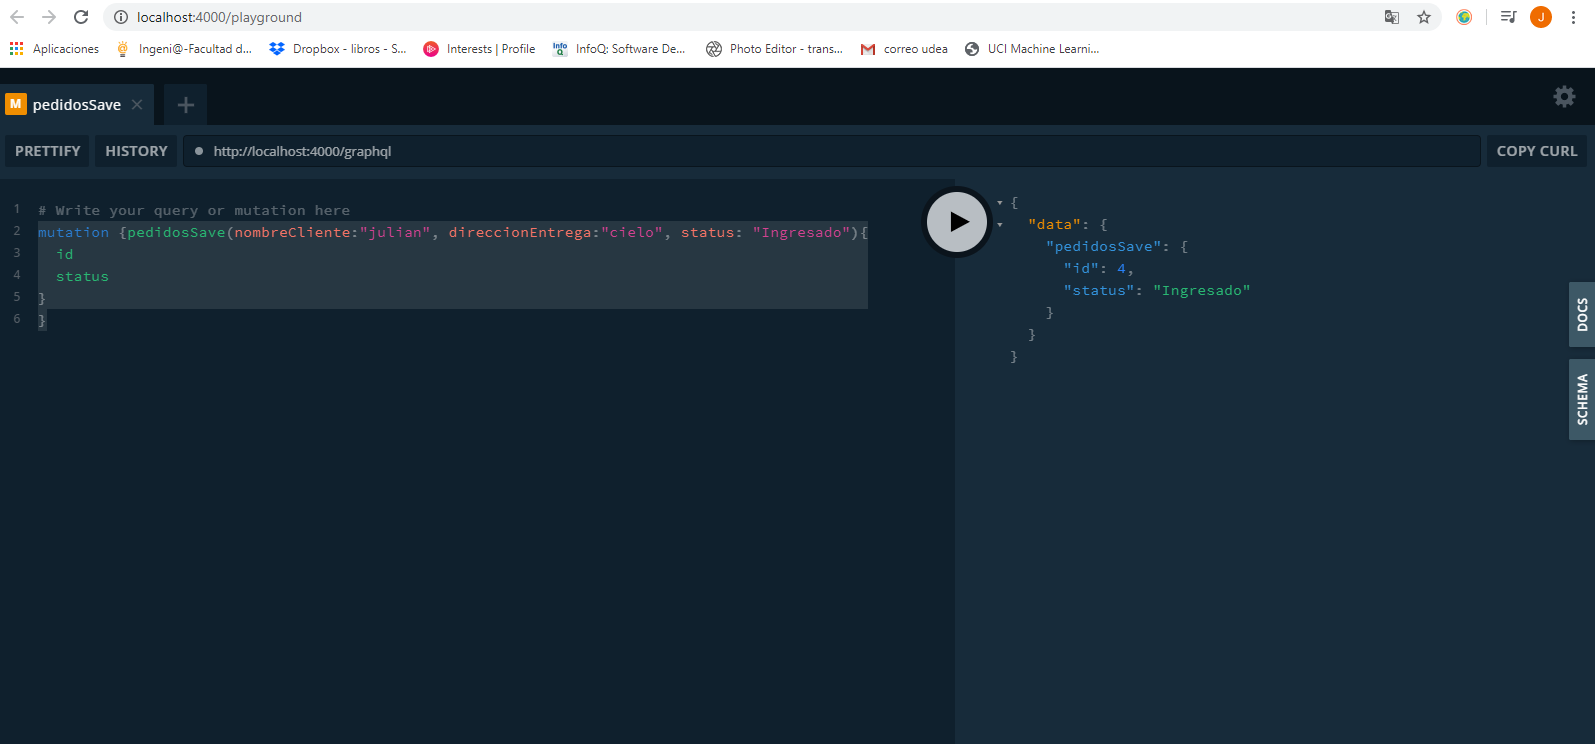 localhost:4000/playground
J
Aplicaciones
Ingeni@-Facultad d...
Dropbox - libros - S...
Interests | Profile
Info Q
InfoQ: Software De...
Photo Editor - trans...
correo udea
UCI Machine Learni...
M pedidosSave
PRETTIFY
HISTORY
http://localhost:4000/graphql
COPY CURL
1 # Write your query or mutation here
2 mutation {pedidosSave(nombreCliente:"julian", direccionEntrega:"cielo", status: "Ingresado"){
3 id
4 status
5 }
6 }
{
"data": {
"pedidosSave": {
"id": 4,
"status": "Ingresado"
}
}
}
DOCS
SCHEMA